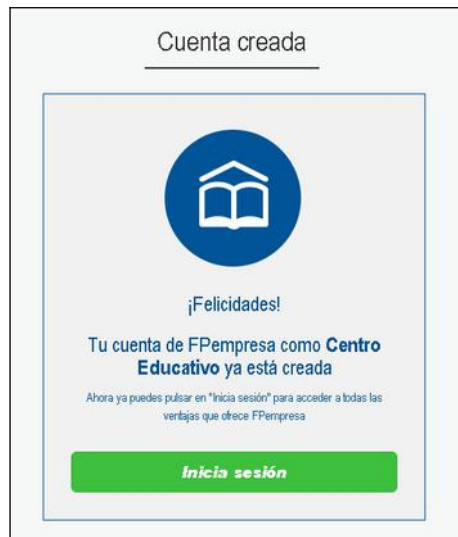 Cuenta creada
¡Felicidades!
Tu cuenta de FPempresa como Centro
Educativo ya está creada
Ahora ya puedes pulsar en "Inicia sesión" para acceder a todas las
ventajas que ofrece FPempresa
Inicia sesión